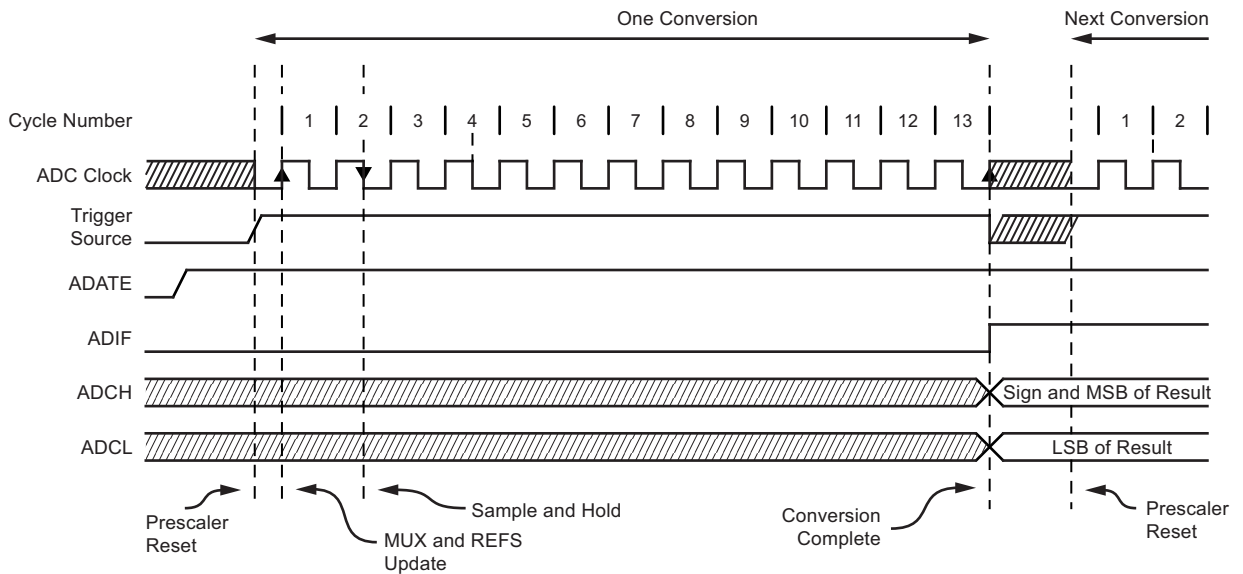 One Conversion
Next Conversion
Cycle Number
1 2 3 4 5 6 7 8 9 10 11 12 13 1 2
ADC Clock
Trigger
Source
ADATE
ADIF
ADCH
Sign and MSB of Result
ADCL
LSB of Result
Prescaler
Reset
MUX and REFS
Update
Sample and Hold
Conversion
Complete
Prescaler
Reset